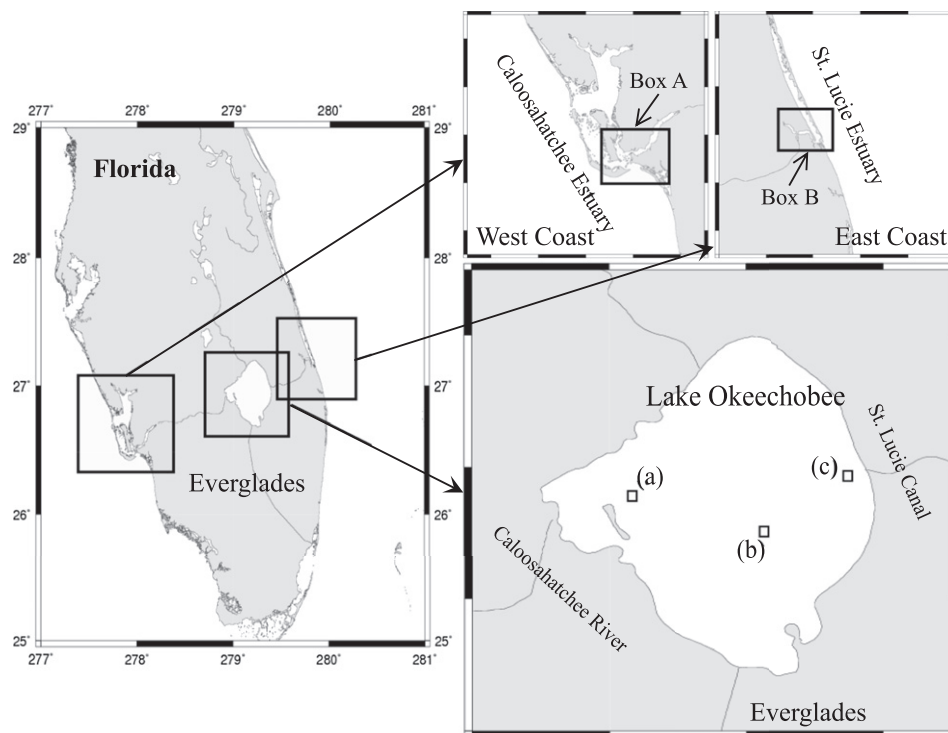 277˚
278˚
279˚
280˚
281˚
29˚
29˚
Florida
28˚
28˚
27˚
27˚
Everglades
26˚
26˚
25˚
25˚
277˚
278˚
279˚
280˚
281˚
Caloosahatchee Estuary
Box A
West Coast
St. Lucie Estuary
Box B
East Coast
Lake Okeechobee
St. Lucie Canal
(a)
(c)
(b)
Caloosahatchee River
Everglades